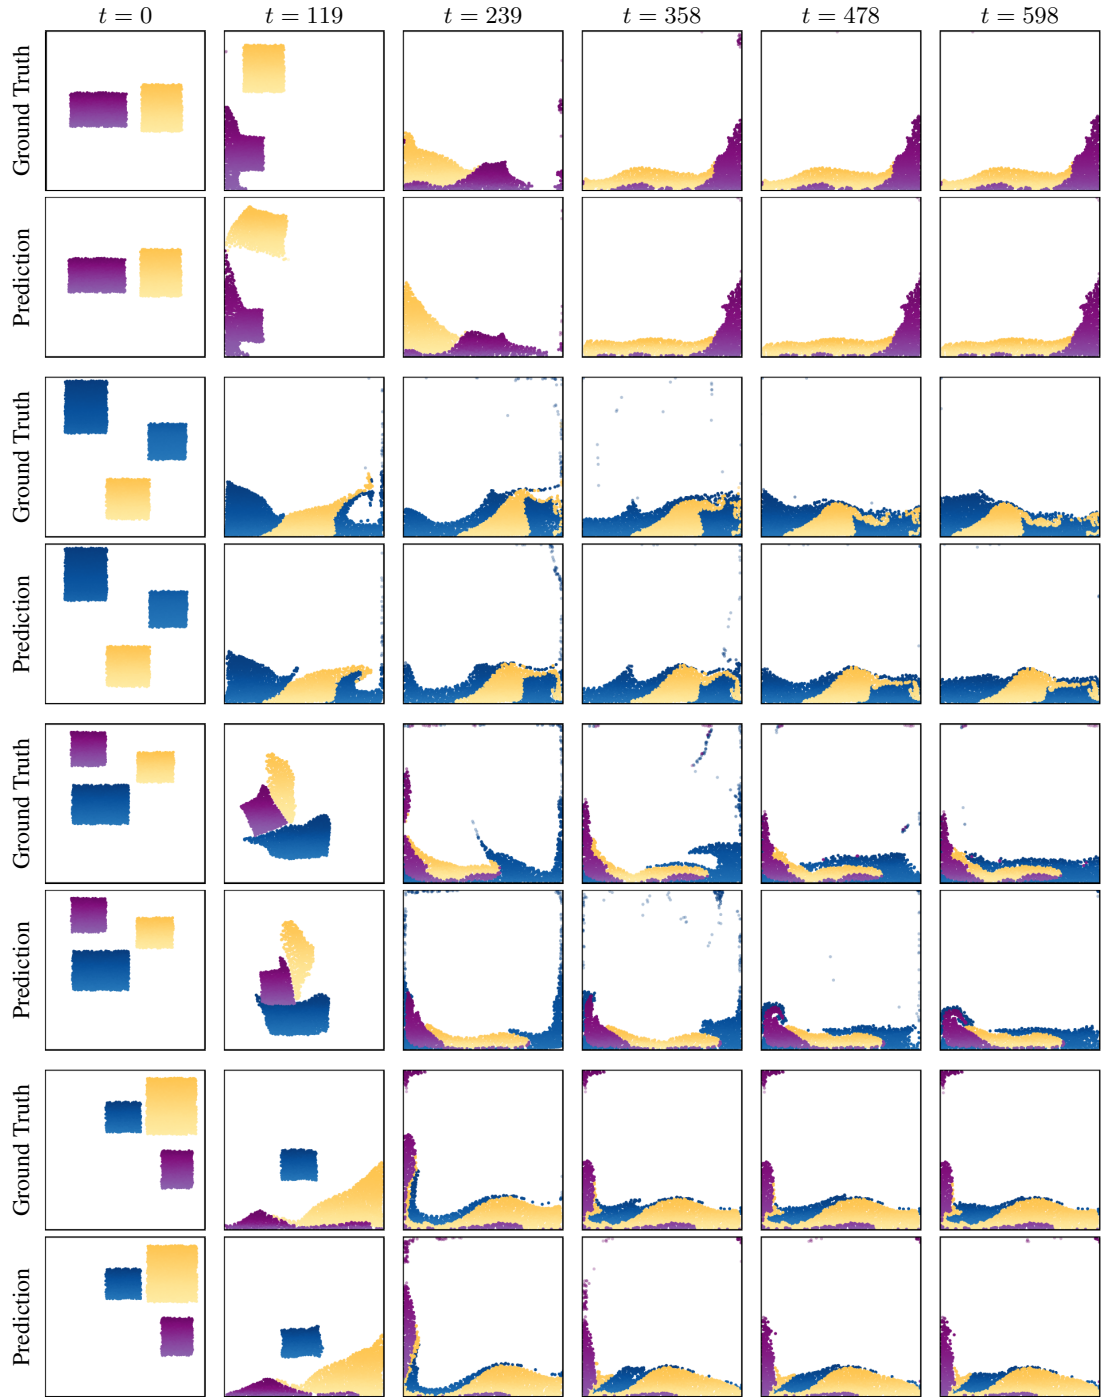 t = 0 t = 119 t = 239 t = 358 t = 478 t = 598
Ground Truth
Prediction
Ground Truth
Prediction
Ground Truth
Prediction
Ground Truth
Prediction